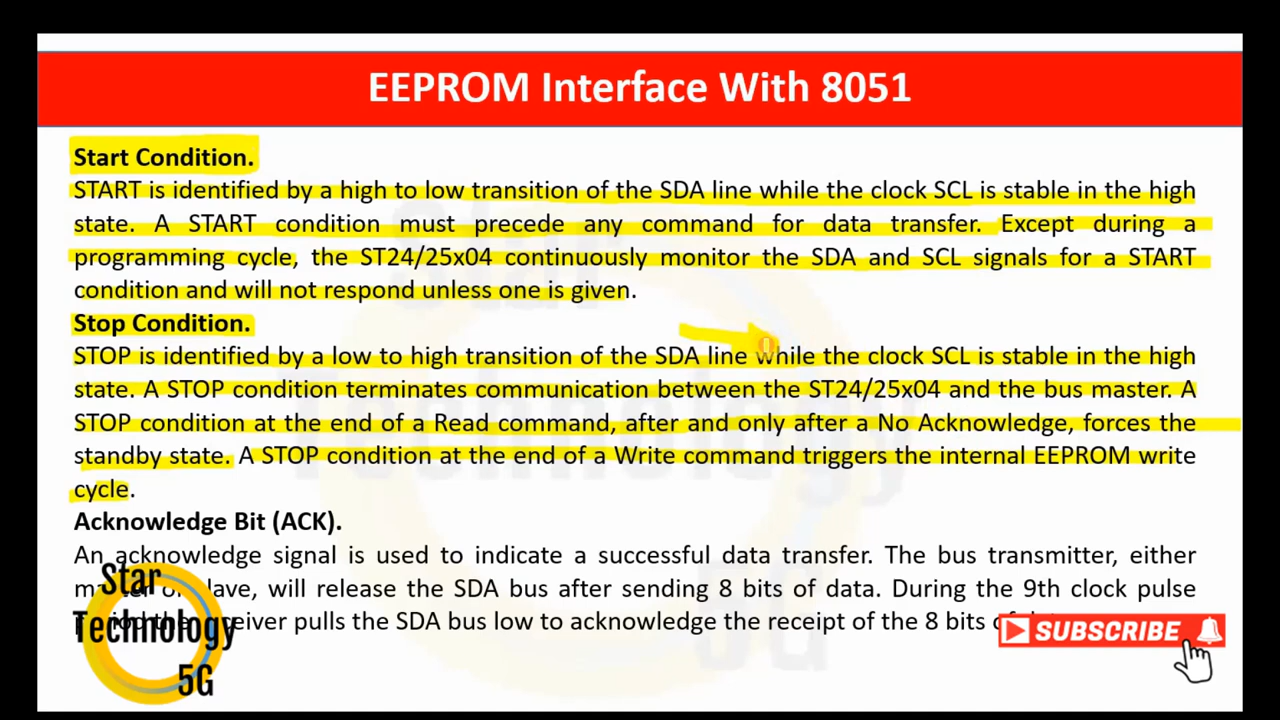 EEPROM Interface With 8051
Start Condition.
START is identified by a high to low transition of the SDA line while the clock SCL is stable in the high
state. A START condition must precede any command for data transfer. Except during a
programming cycle, the ST24/25x04 continuously monitor the SDA and SCL signals for a START
condition and will not respond unless one is given.
Stop Condition.
STOP is identified by a low to high transition of the SDA line while the clock SCL is stable in the high
state. A STOP condition terminates communication between the ST24/25x04 and the bus master. A
STOP condition at the end of a Read command, after and only after a No Acknowledge, forces the
standby state. A STOP condition at the end of a Write command triggers the internal EEPROM write
cycle.
Acknowledge Bit (ACK).
An acknowledge signal is used to indicate a successful data transfer. The bus transmitter, either
will release the SDA bus after sending 8 bits of data. During the 9th clock pulse
pulls the SDA bus low to acknowledge the receipt of the 8 bits
Star
Technology
5G
SUBSCRIBE